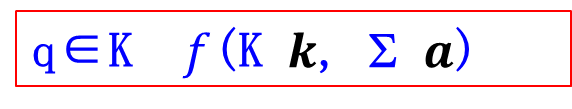 q∈K f(K k, Σ a)